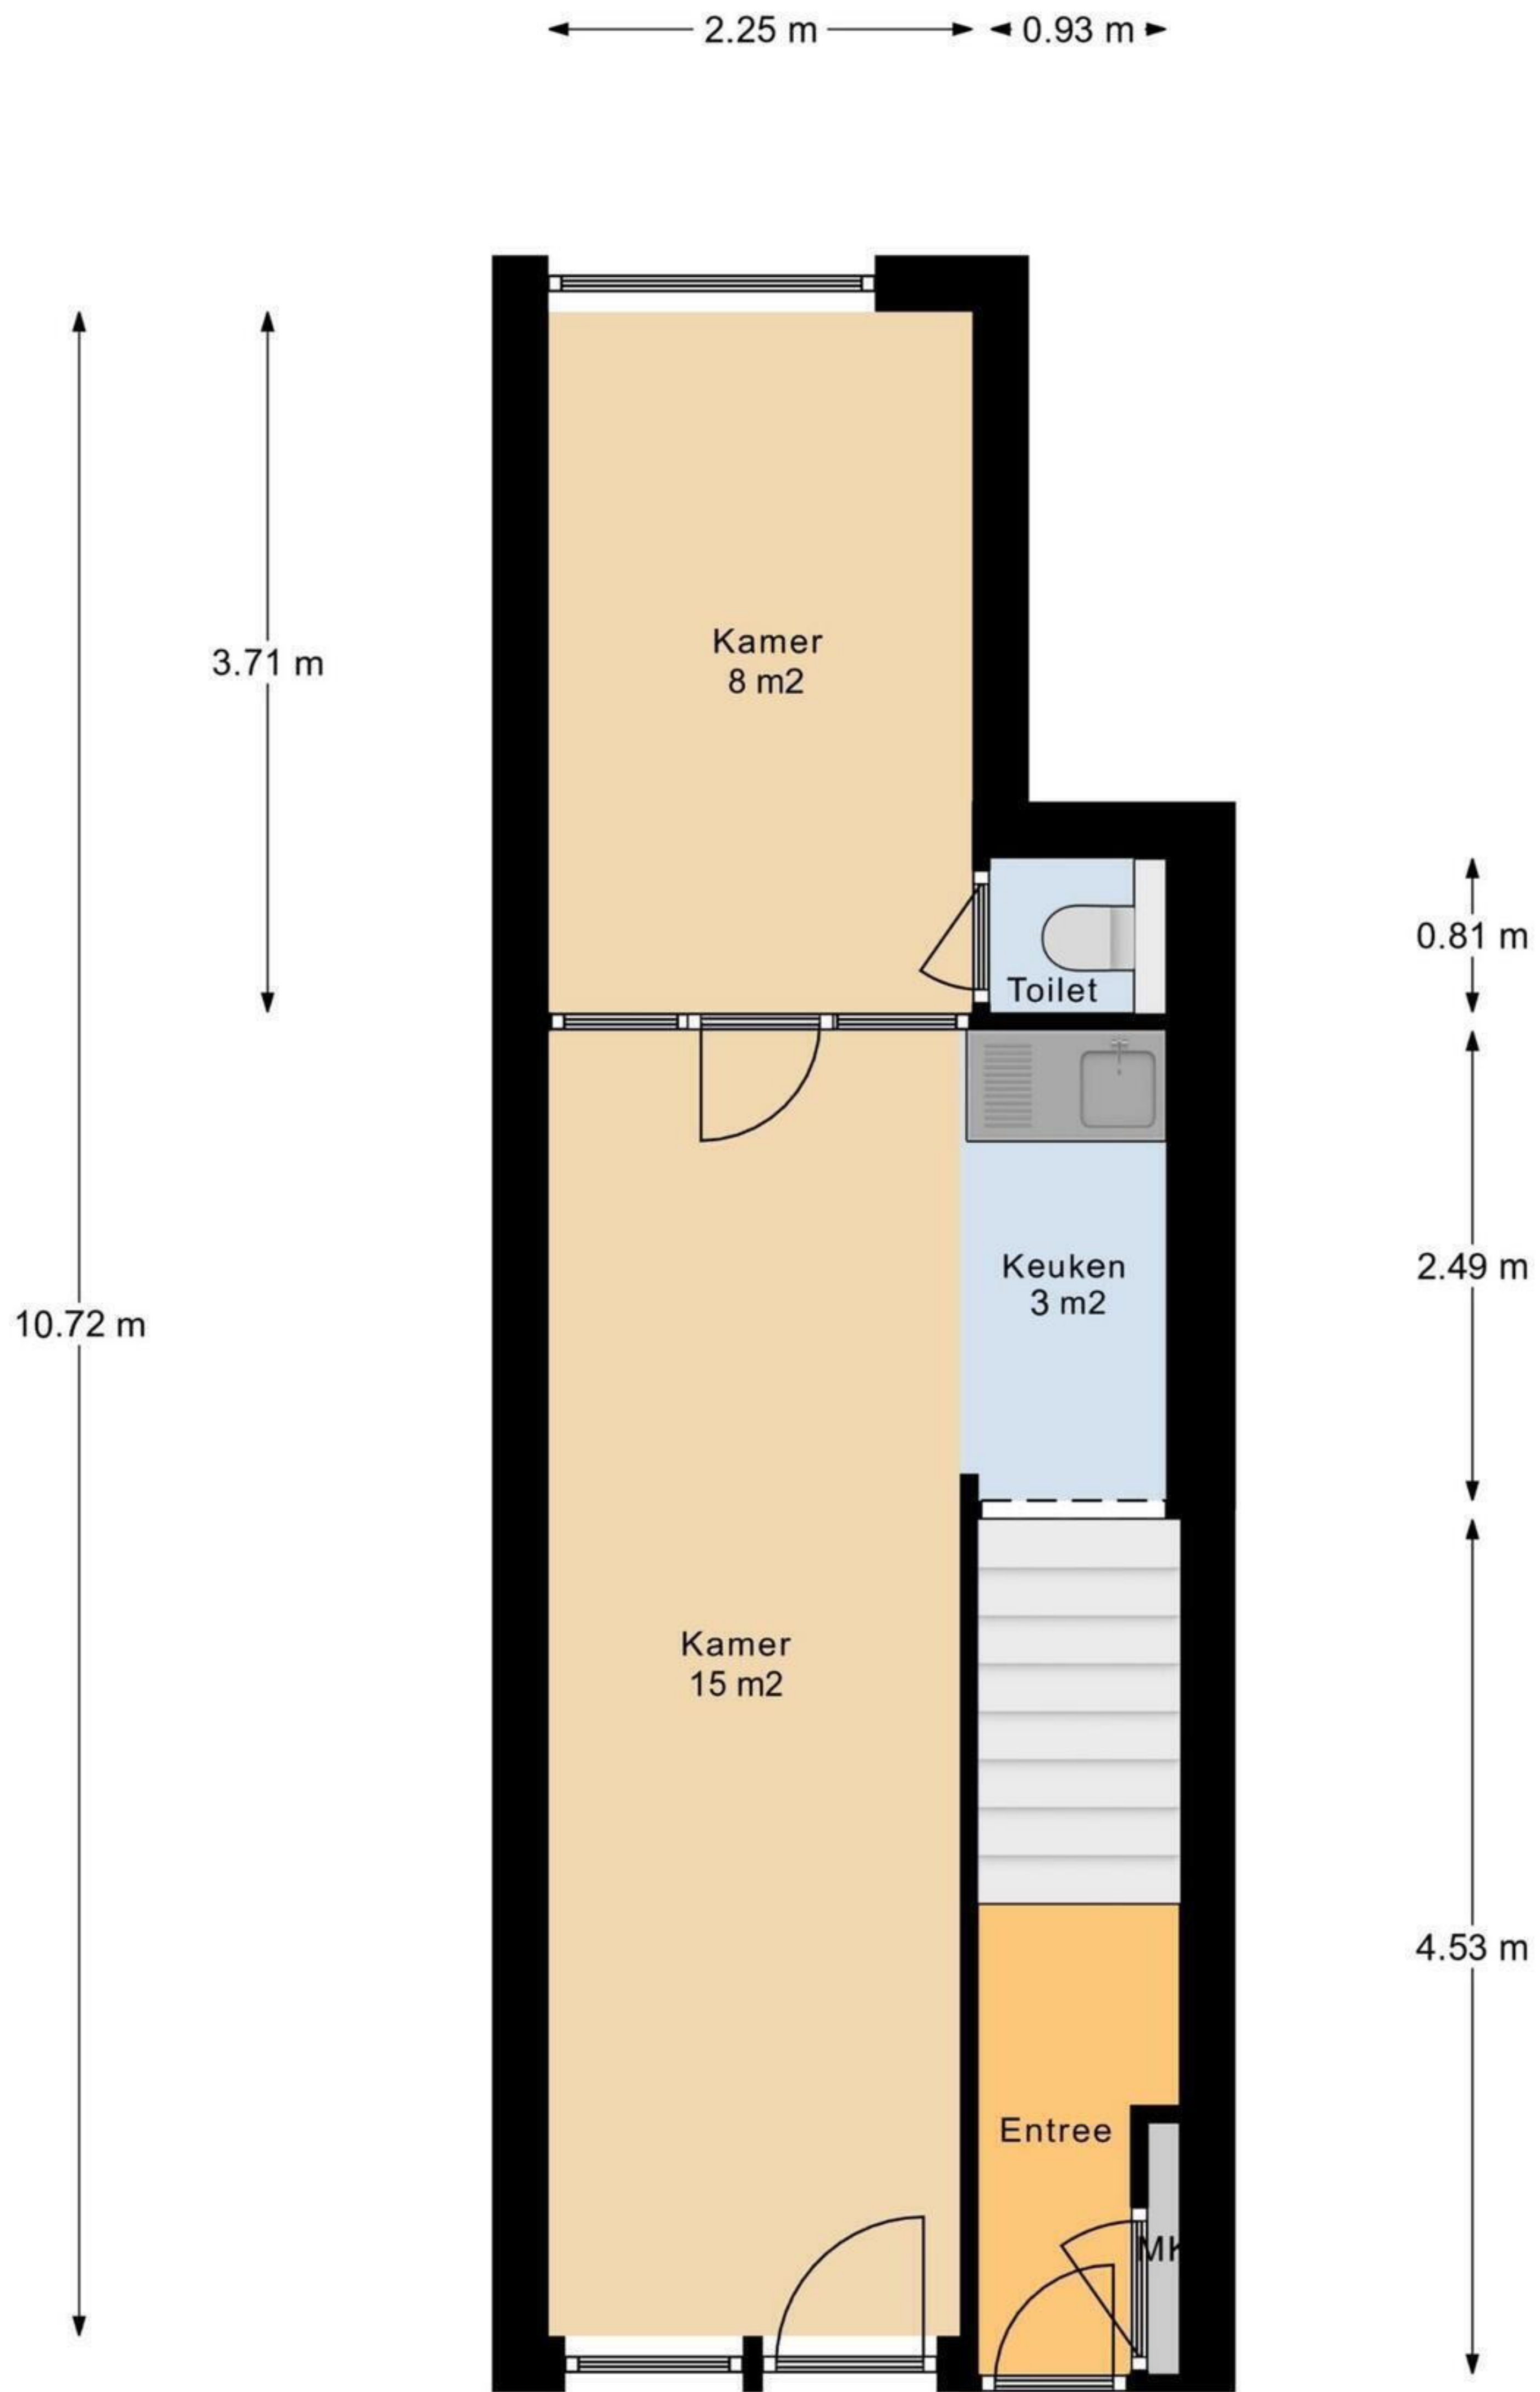 2.25 m
0.93 m
3.71 m
Kamer
8 m2
0.81 m
Toilet
10.72 m
Keuken
3 m2
2.49 m
Kamer
15 m2
4.53 m
Entree
MK